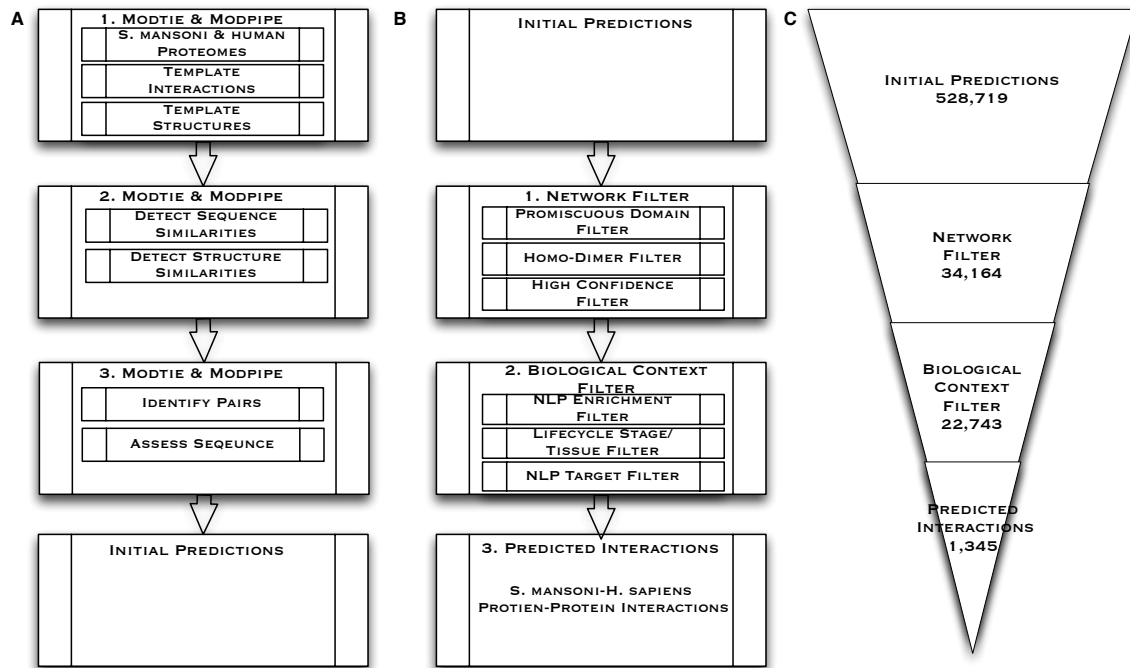 A
1. Modtie & Modpipe
S. mansoni & human
Proteomes
Template
Interactions
Template
Structures
2. Modtie & Modpipe
Detect Sequence
Similarities
Detect Structure
Similarities
3. Modtie & Modpipe
Identify Pairs
Assess Seqeunce
Initial Predictions
B
Initial Predictions
1. Network Filter
Promiscuous Domain
Filter
Homo-Dimer Filter
High Confidence
Filter
2. Biological Context
Filter
NLP Enrichment
Filter
Lifecycle Stage/
Tissue Filter
NLP Target Filter
3. Predicted Interactions
S. mansoni-H. sapiens
Protien-Protein Interactions
C
Initial Predictions
528,719
Network
Filter
34,164
Biological
Context
Filter
22,743
Predicted
Interactions
1,345